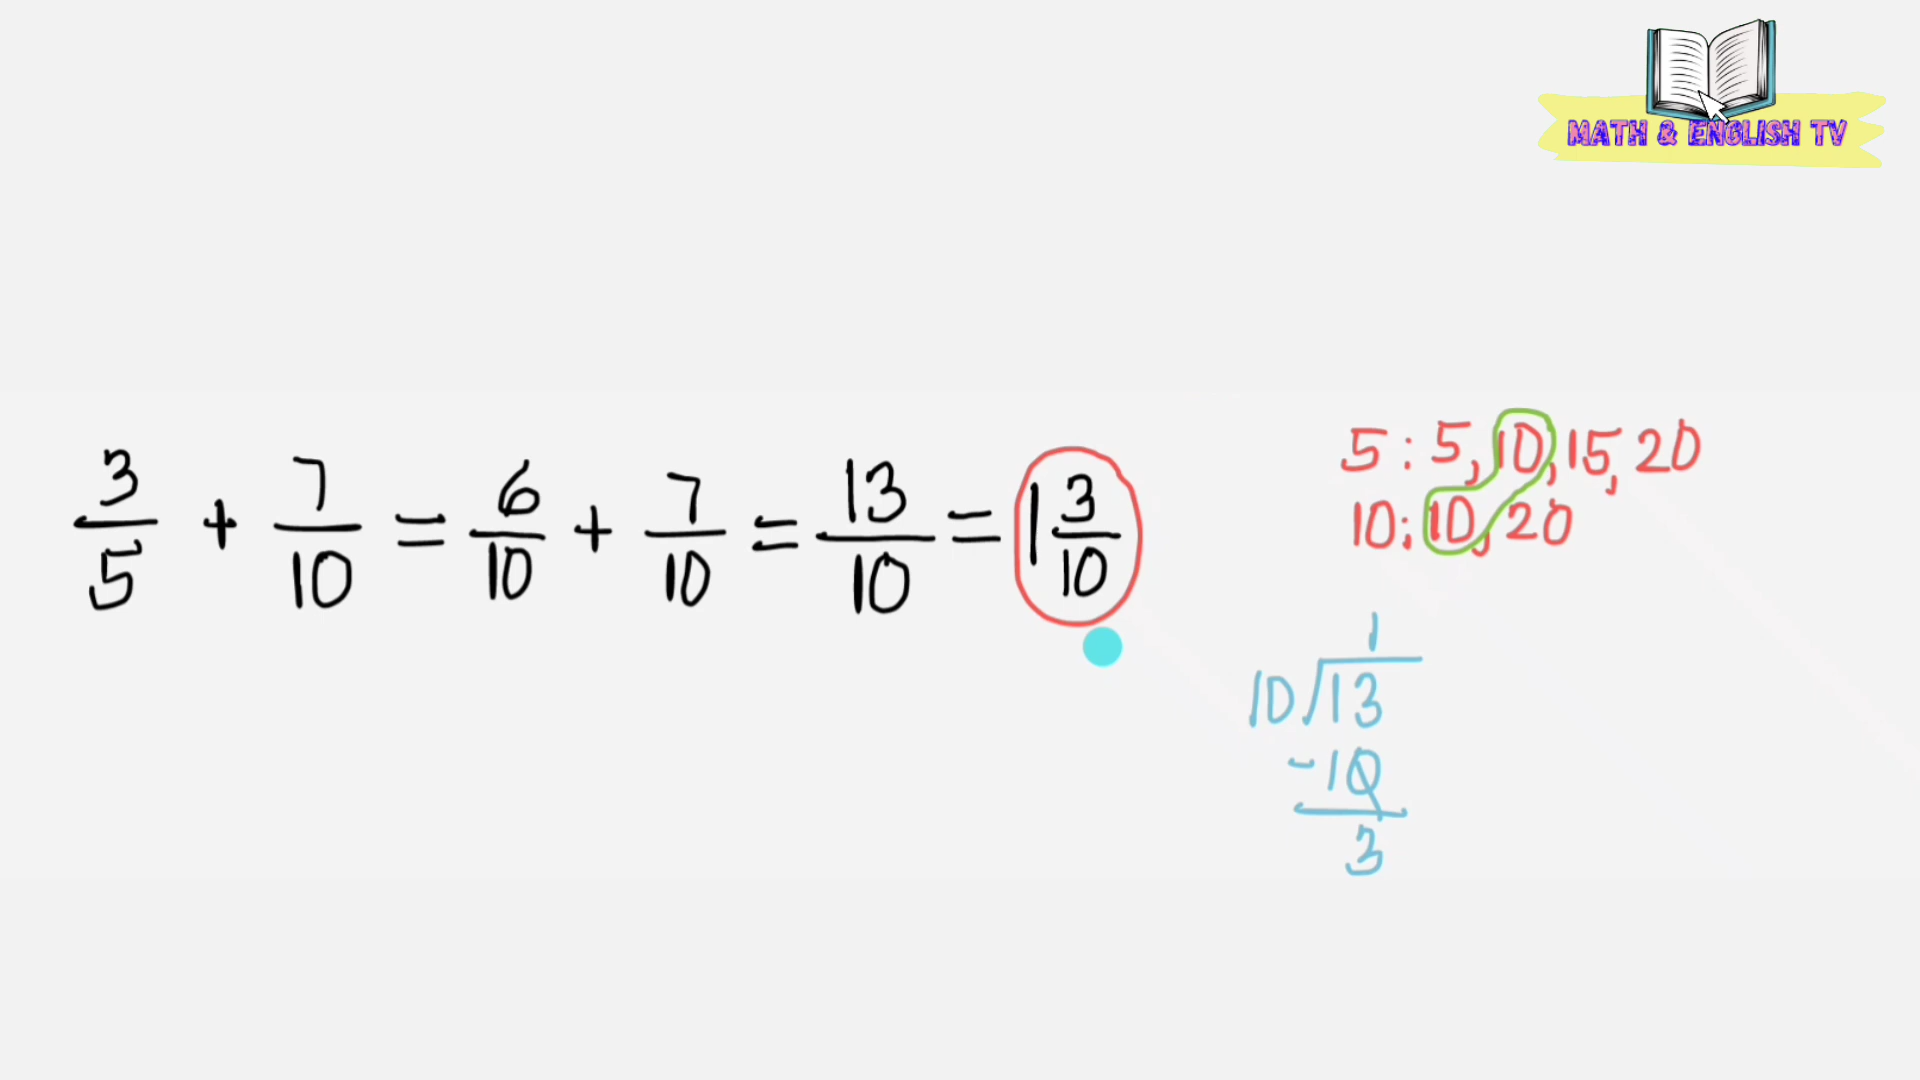 MATH & ENGLISH TV
3/5 + 7/10 = 6/10 + 7/10 = 13/10 = 1 3/10
5: 5, 10, 15, 20
10: 10, 20
1
10√13
-10
3